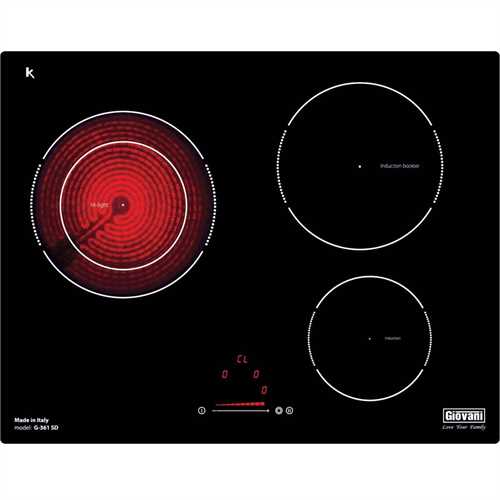 Induction booster
Hi-light
Induction
CL
0 0
0
Made in Italy
model: G-361 SD
Giovani
Love Your Family